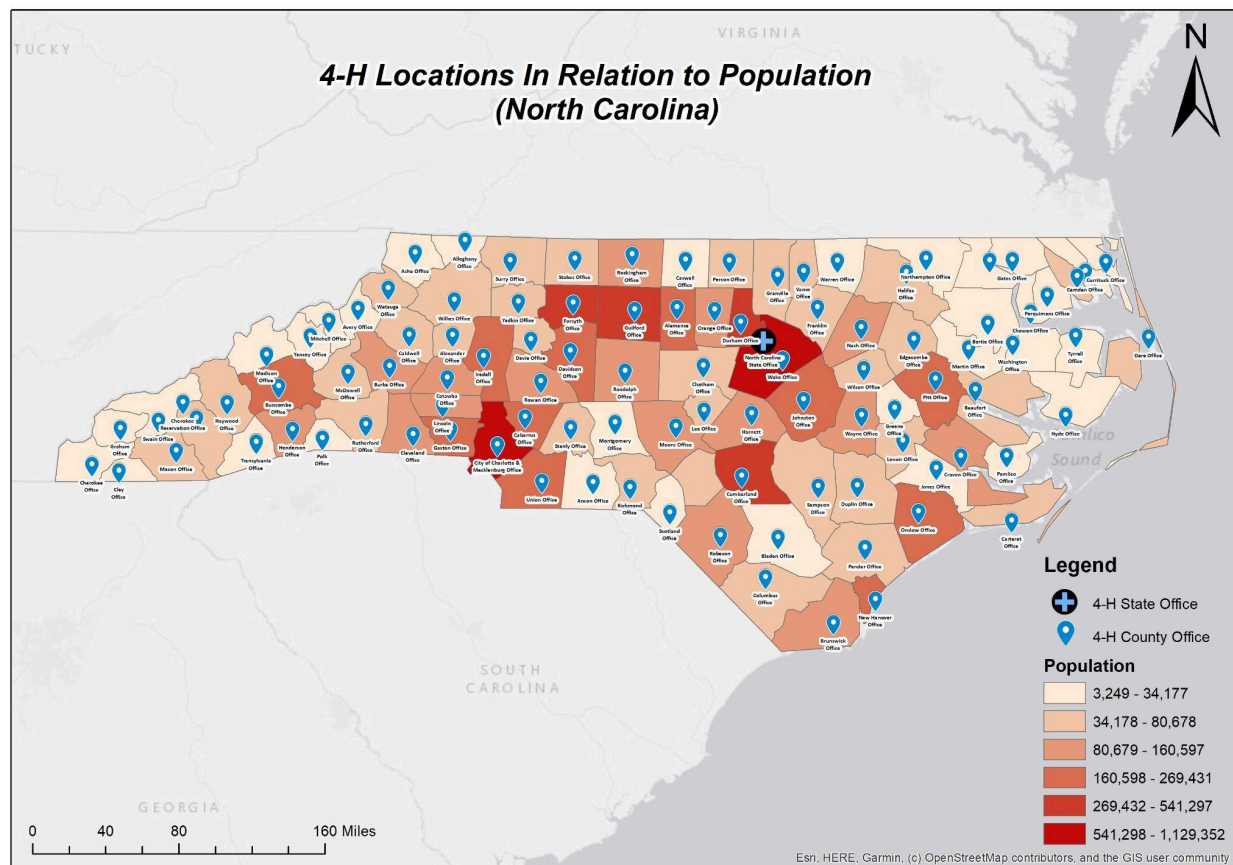 VIRGINIA
TUCKY
N
4-H Locations In Relation to Population
(North Carolina)
Ashe Office
Alleghany
Office
Surry Office
Stokes Office
Rockingham
Office
Caswell
Office
Person Office
Granville
Office
Vance
Office
Warren Office
Northampton Office
Halifax
Office
Gates Office
Camden Office
Currituck Office
Perquimans Office
Chowan Office
Watauga
Office
Wilkes Office
Yadkin Office
Forsyth
Office
Guilford
Office
Alamance
Office
Orange Office
Durham Office
Franklin
Office
Nash Office
Edgecombe
Office
Bertie Office
Martin Office
Washington
Office
Tyrrell
Office
Dare Office
Avery Office
Mitchell Office
Yancey Office
Madison
Office
Buncombe
Office
McDowell
Office
Caldwell
Office
Burke Office
Alexander
Office
Iredell
Office
Davie Office
Davidson
Office
Randolph
Office
Chatham
Office
North Carolina
State Office
Wake Office
Johnston
Office
Wilson Office
Pitt Office
Beaufort
Office
Hyde Office
Catawba
Office
Rowan Office
Lincoln
Office
Gaston Office
Cabarrus
Office
Stanly Office
Montgomery
Office
Moore Office
Lee Office
Harnett
Office
Wayne Office
Greene
Office
Lenoir Office
Craven Office
Pamlico
Office
Jones Office
Cherokee
Reservation Office
Swain Office
Graham
Office
Haywood
Office
Macon Office
Transylvania
Office
Henderson
Office
Polk
Office
Rutherford
Office
Cleveland
Office
City of Charlotte &
Mecklenburg Office
Cherokee
Office
Clay
Office
Union Office
Anson Office
Richmond
Office
Scotland
Office
Cumberland
Office
Sampson
Office
Duplin Office
Onslow
Office
Carteret
Office
Robeson
Office
Bladen Office
Pender Office
Columbus
Office
New Hanover
Office
Brunswick
Office
mlico
Sound
SOUTH
CAROLINA
GEORGIA
Legend
4-H State Office
4-H County Office
Population
3,249 - 34,177
34,178 - 80,678
80,679 - 160,597
160,598 - 269,431
269,432 - 541,297
541,298 - 1,129,352
0 40 80 160 Miles
Esri, HERE, Garmin, (c) OpenStreetMap contributors, and the GIS user community